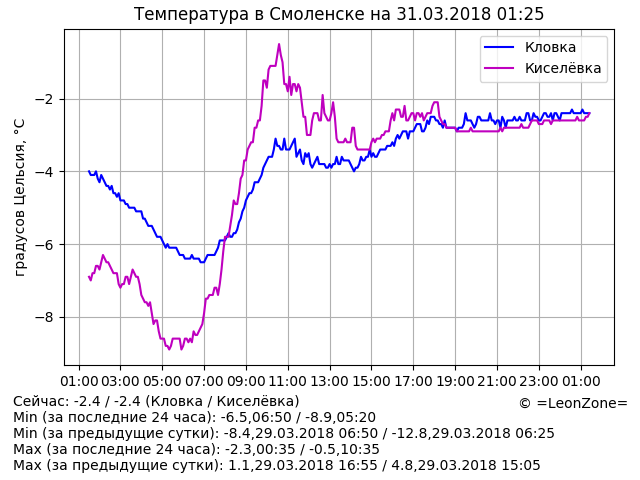 Температура в Смоленске на 31.03.2018 01:25
Кловка
Киселёвка
градусов Цельсия, °C
−2
−4
−6
−8
01:00 03:00 05:00 07:00 09:00 11:00 13:00 15:00 17:00 19:00 21:00 23:00 01:00
Сейчас: -2.4 / -2.4 (Кловка / Киселёвка)
© =LeonZone=
Min (за последние 24 часа): -6.5,06:50 / -8.9,05:20
Min (за предыдущие сутки): -8.4,29.03.2018 06:50 / -12.8,29.03.2018 06:25
Max (за последние 24 часа): -2.3,00:35 / -0.5,10:35
Max (за предыдущие сутки): 1.1,29.03.2018 16:55 / 4.8,29.03.2018 15:05